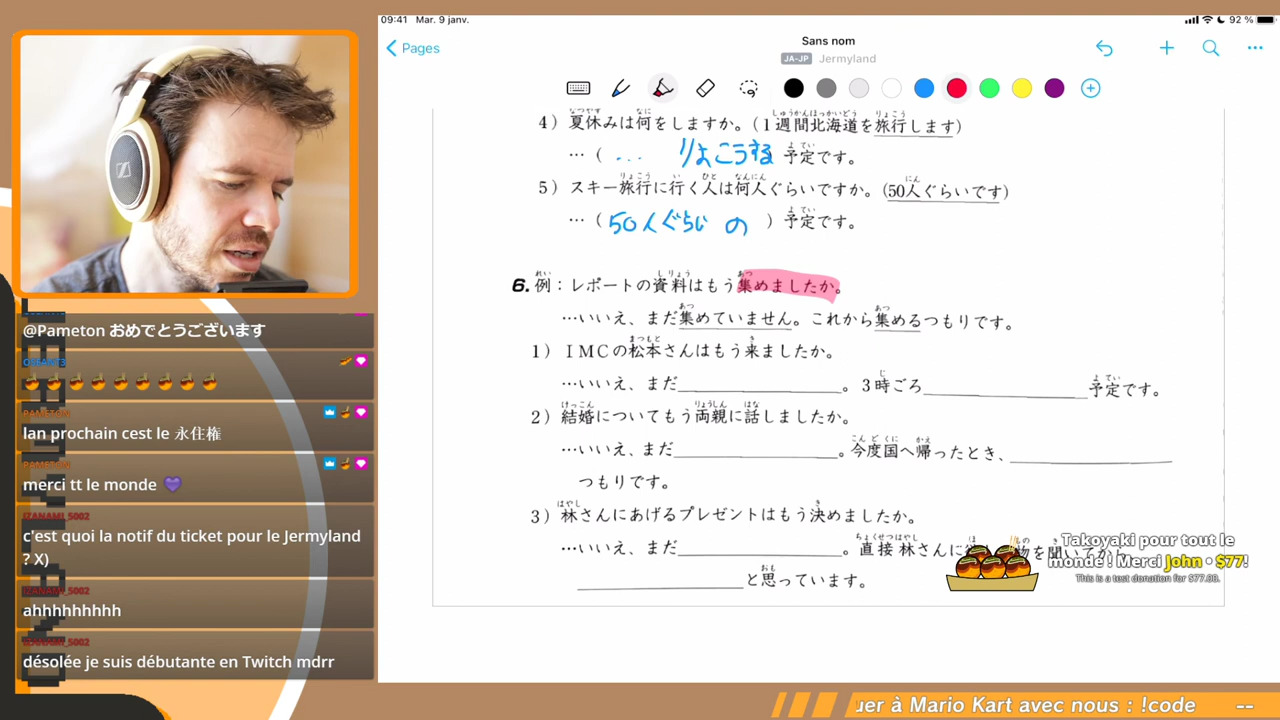 09:41 Mar. 9 janv.
92 %
Pages
Sans nom
JA-JP Jermyland
4）夏休みは何をしますか。（1週間北海道を旅行します）
…（ … りょこうする 予定です。
5）スキー旅行に行く人は何人ぐらいですか。（50人ぐらいです）
…（ 50人ぐらい の ）予定です。
6. 例：レポートの資料はもう集めましたか。
…いいえ、まだ集めていません。これから集めるつもりです。
1）IMCの松本さんはもう来ましたか。
…いいえ、まだ＿＿＿＿。3時ごろ＿＿＿＿予定です。
2）結婚についてもう両親に話しましたか。
…いいえ、まだ＿＿＿＿。今度国へ帰ったとき、＿＿＿＿
つもりです。
3）林さんにあげるプレゼントはもう決めましたか。
…いいえ、まだ＿＿＿＿。直接林さんに
＿＿＿＿と思っています。
Takoyaki pour tout le
monde ! Merci John • $77!
This is a test donation for $77.00.
@Pameton おめでとうございます
PAMETON
lan prochain cest le 永住権
PAMETON
merci tt le monde 💜
IZANAMI_5002
c'est quoi la notif du ticket pour le Jermyland
? X)
IZANAMI_5002
ahhhhhhhhh
IZANAMI_5002
désolée je suis débutante en Twitch mdrr
uer à Mario Kart avec nous : !code --